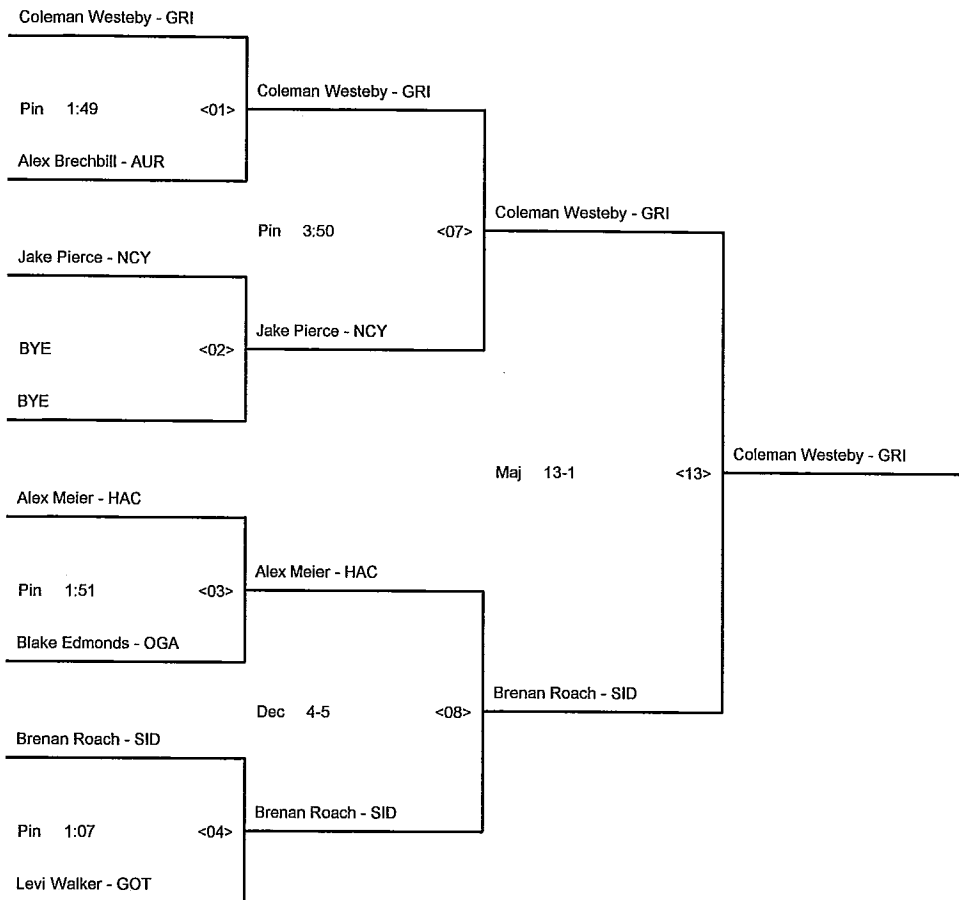 Coleman Westeby - GRI
Coleman Westeby - GRI
Pin 1:49 <01>
Alex Brechbill - AUR
Coleman Westeby - GRI
Pin 3:50 <07>
Jake Pierce - NCY
Jake Pierce - NCY
BYE <02>
BYE
Coleman Westeby - GRI
Maj 13-1 <13>
Alex Meier - HAC
Alex Meier - HAC
Pin 1:51 <03>
Blake Edmonds - OGA
Brenan Roach - SID
Dec 4-5 <08>
Brenan Roach - SID
Brenan Roach - SID
Pin 1:07 <04>
Levi Walker - GOT